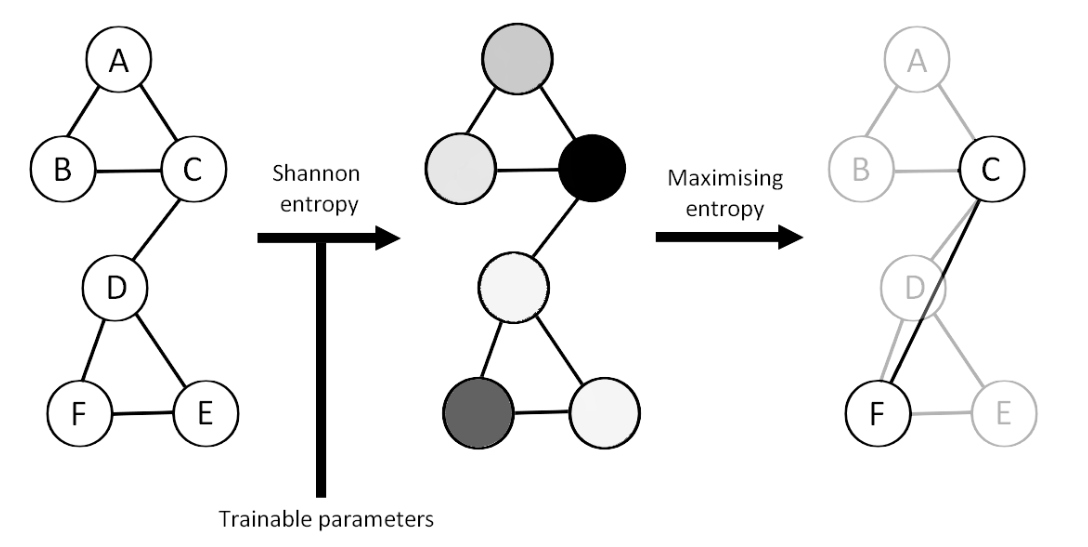 A
B
C
D
F
E
Shannon
entropy
Trainable parameters
Maximising
entropy
A
B
C
D
F
E